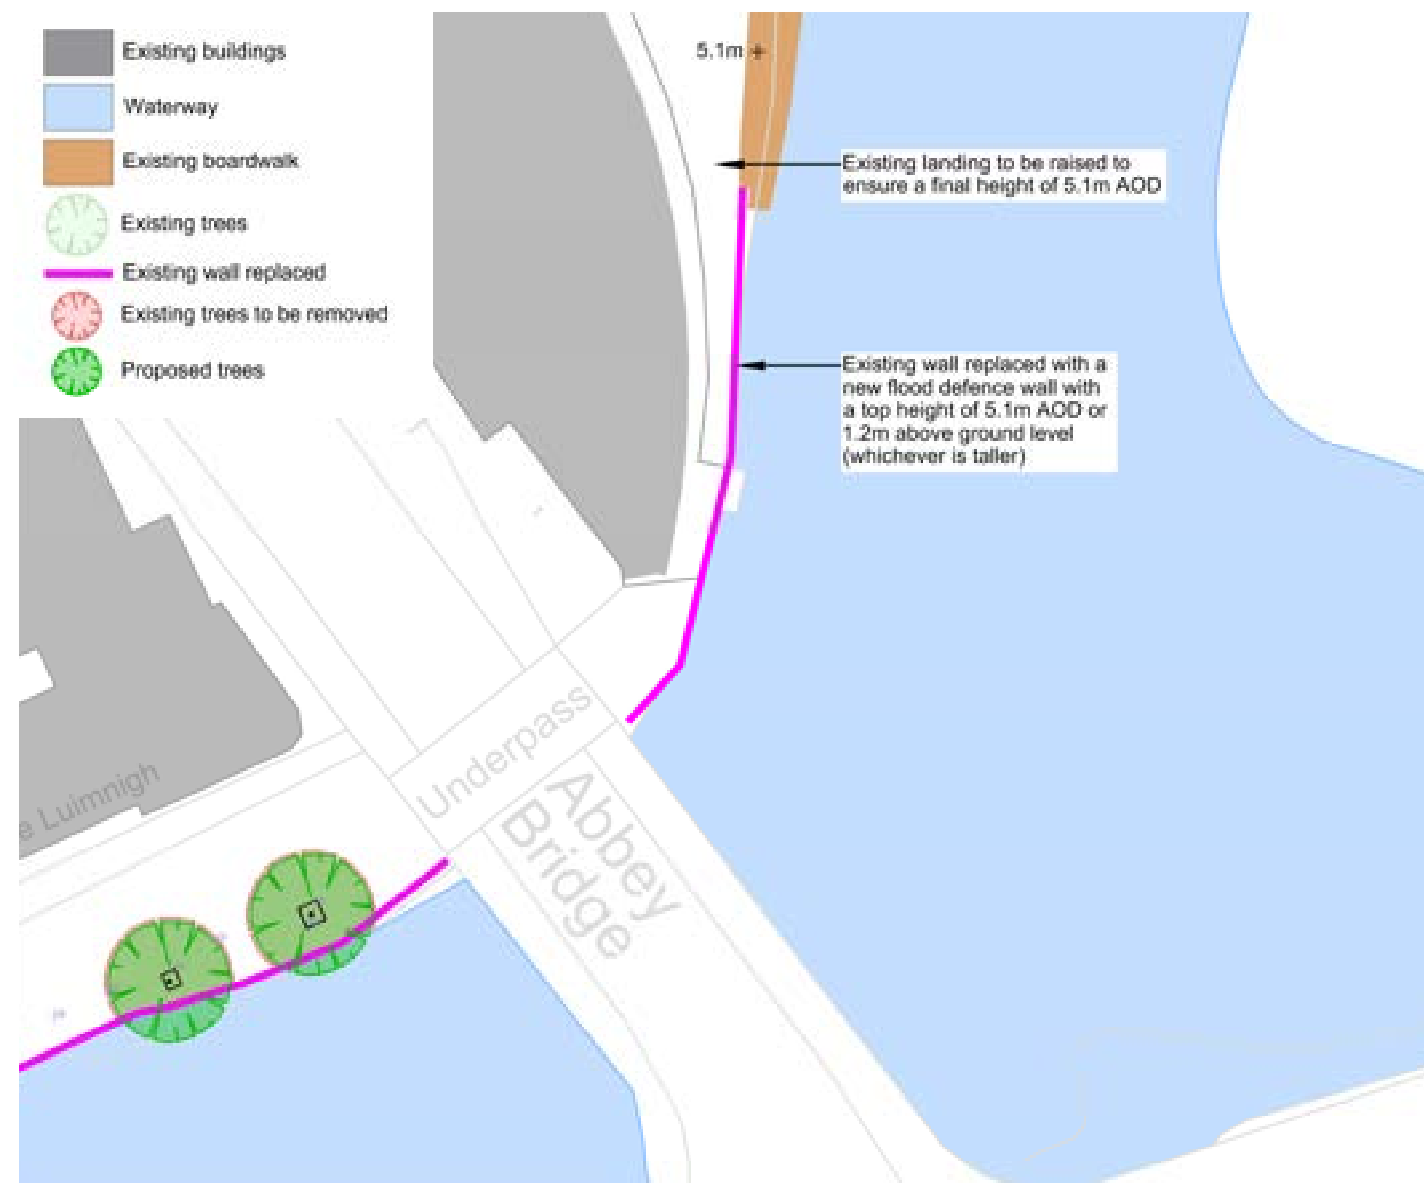 Existing buildings
Waterway
Existing boardwalk
Existing trees
Existing wall replaced
Existing trees to be removed
Proposed trees
5.1m
Existing landing to be raised to
ensure a final height of 5.1m AOD
Existing wall replaced with a
new flood defence wall with
a top height of 5.1m AOD or
1.2m above ground level
(whichever is taller)
Underpass
Abbey
Bridge
e Luimnigh